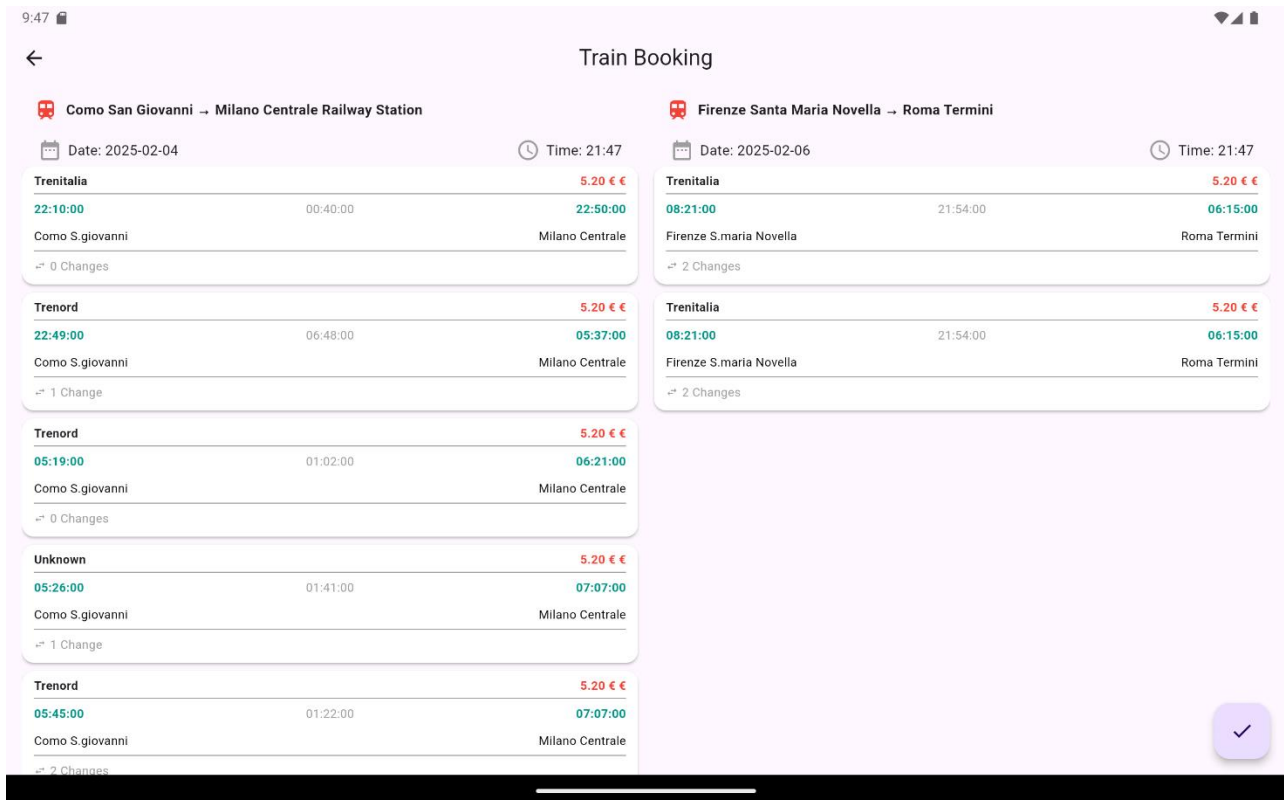 9:47
Train Booking
Como San Giovanni → Milano Centrale Railway Station
Date: 2025-02-04 Time: 21:47
Trenitalia 5.20 € €
22:10:00 00:40:00 22:50:00
Como S.giovanni Milano Centrale
0 Changes
Trenord 5.20 € €
22:49:00 06:48:00 05:37:00
Como S.giovanni Milano Centrale
1 Change
Trenord 5.20 € €
05:19:00 01:02:00 06:21:00
Como S.giovanni Milano Centrale
0 Changes
Unknown 5.20 € €
05:26:00 01:41:00 07:07:00
Como S.giovanni Milano Centrale
1 Change
Trenord 5.20 € €
05:45:00 01:22:00 07:07:00
Como S.giovanni Milano Centrale
2 Changes
Firenze Santa Maria Novella → Roma Termini
Date: 2025-02-06 Time: 21:47
Trenitalia 5.20 € €
08:21:00 21:54:00 06:15:00
Firenze S.maria Novella Roma Termini
2 Changes
Trenitalia 5.20 € €
08:21:00 21:54:00 06:15:00
Firenze S.maria Novella Roma Termini
2 Changes